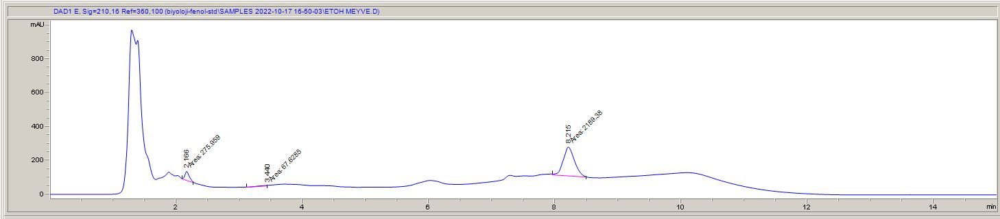 DAD1 E, Sig=210,16 Ref=360,100 (biyoloji-fenol-std\SAMPLES 2022-10-17 16-50-03\ETOH MEYVE.D)
mAU
800
600
400
200
0
2.166
Area: 275.959
3.440
Area: 67.6285
8.215
Area: 2189.38
2 4 6 8 10 12 14 min